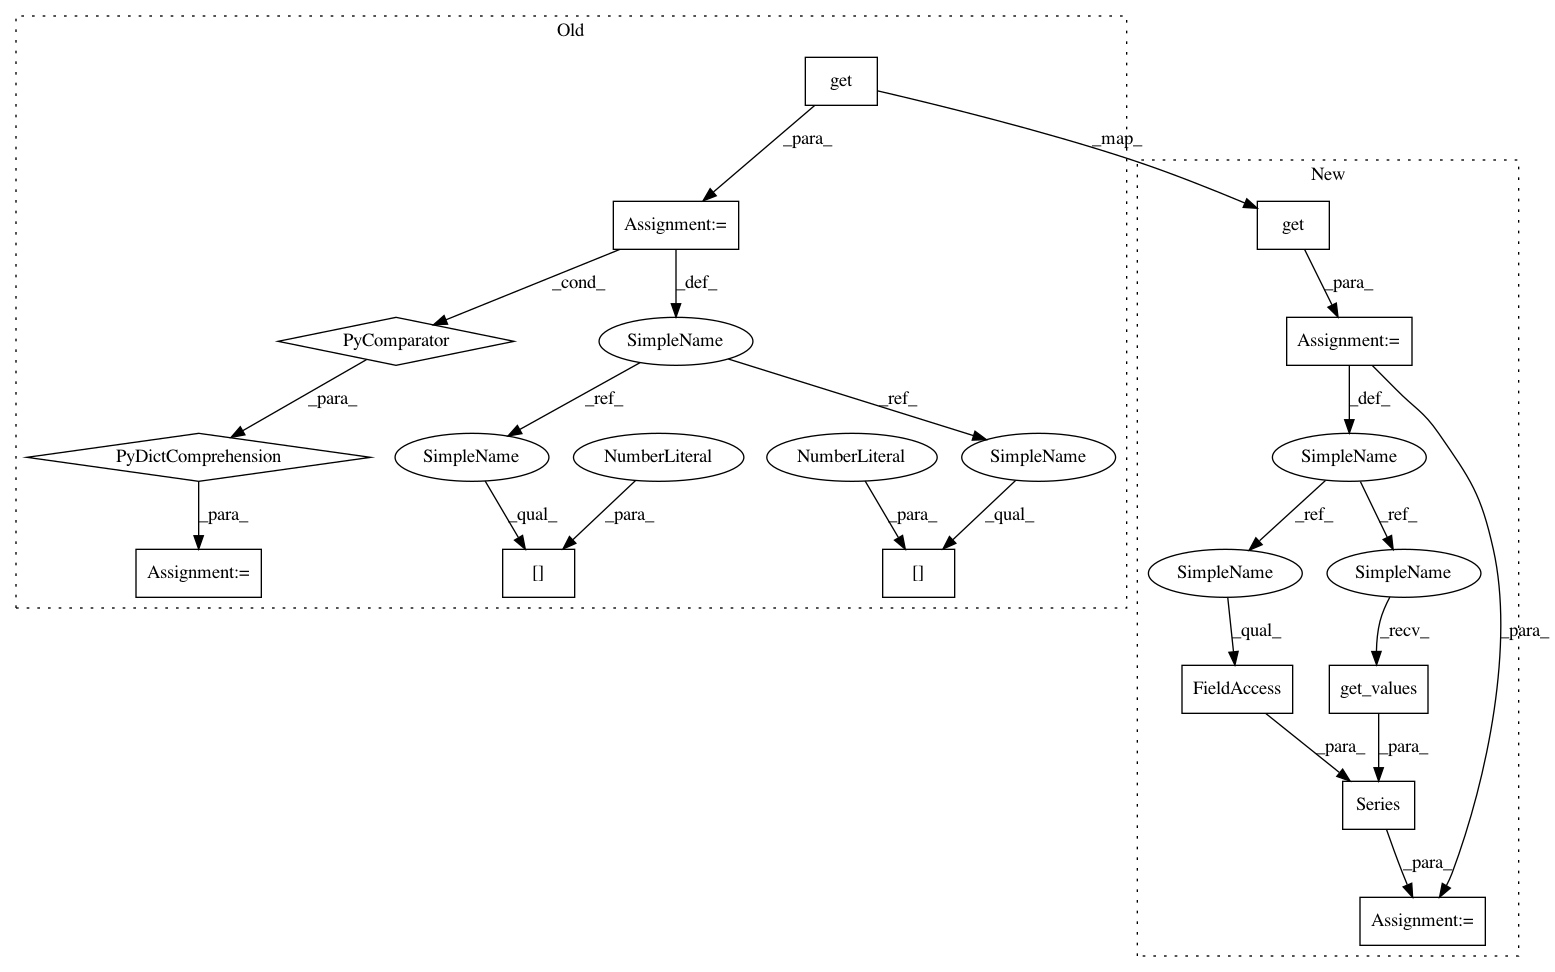 Old
get
_para_
_map_
New
Assignment:=
get
_cond_
_def_
_para_
PyComparator
SimpleName
Assignment:=
_para_
_ref_
_ref_
_def_
PyDictComprehension
SimpleName
NumberLiteral
NumberLiteral
SimpleName
SimpleName
_para_
_qual_
_para_
_para_
_qual_
_ref_
_ref_
Assignment:=
[]
[]
SimpleName
SimpleName
_qual_
_recv_
_para_
FieldAccess
get_values
_para_
_para_
Series
_para_
Assignment:=